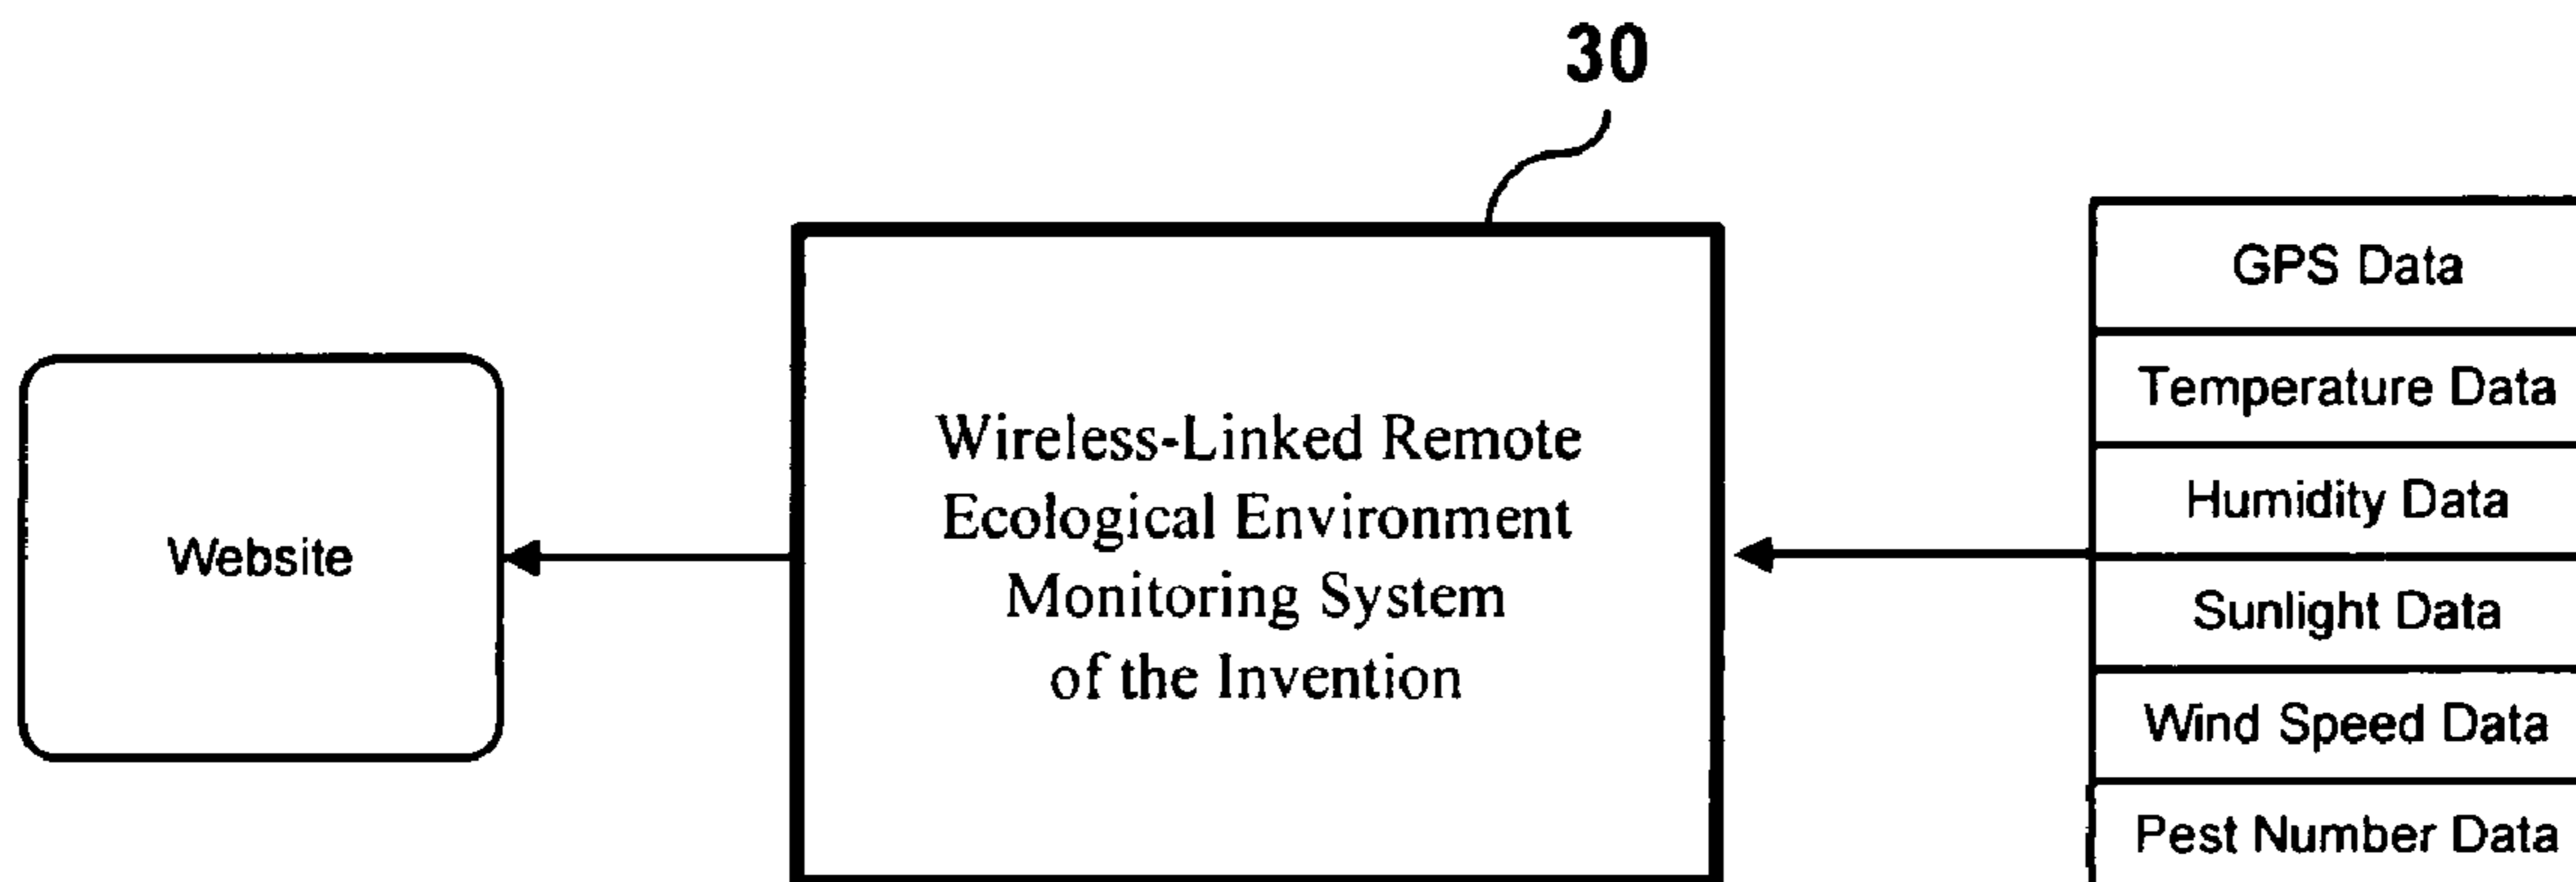 30
Website
Wireless-Linked Remote
Ecological Environment
Monitoring System
of the Invention
GPS Data
Temperature Data
Humidity Data
Sunlight Data
Wind Speed Data
Pest Number Data